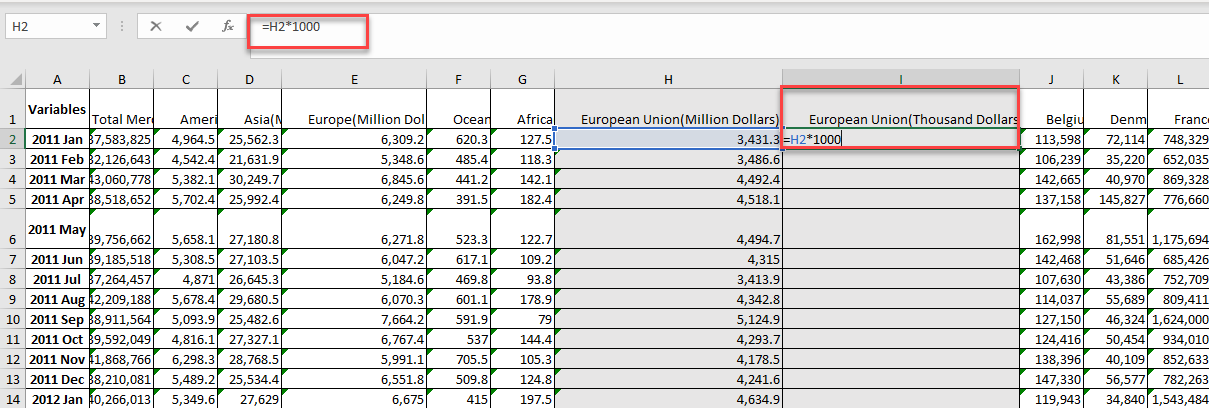 H2 fx =H2*1000
A B C D E F G H I J K L
1 Variables Total Mer Ameri Asia(M Europe(Million Dol Ocean Africa European Union(Million Dollars) European Union(Thousand Dollars Belgiu Denm France
2 2011 Jan 37,583,825 4,964.5 25,562.3 6,309.2 620.3 127.5 3,431.3 =H2*1000 113,598 72,114 748,329
3 2011 Feb 32,126,643 4,542.4 21,631.9 5,348.6 485.4 118.3 3,486.6 106,239 35,220 652,035
4 2011 Mar 43,060,778 5,382.1 30,249.7 6,845.6 441.2 142.1 4,492.4 142,665 40,970 869,328
5 2011 Apr 38,518,652 5,702.4 25,992.4 6,249.8 391.5 182.4 4,518.1 137,158 145,827 776,660
6 2011 May 39,756,662 5,658.1 27,180.8 6,271.8 523.3 122.7 4,494.7 162,998 81,551 1,175,694
7 2011 Jun 39,185,518 5,308.5 27,103.5 6,047.2 617.1 109.2 4,315 142,468 51,646 685,426
8 2011 Jul 37,264,457 4,871 26,645.3 5,184.6 469.8 93.8 3,413.9 107,630 43,386 752,709
9 2011 Aug 42,209,188 5,678.4 29,680.5 6,070.3 601.1 178.9 4,342.8 114,037 55,689 809,411
10 2011 Sep 38,911,564 5,093.9 25,482.6 7,664.2 591.9 79 5,124.9 127,150 46,324 1,624,000
11 2011 Oct 39,592,049 4,816.1 27,327.1 6,767.4 537 144.4 4,293.7 124,416 50,454 934,010
12 2011 Nov 41,868,766 6,298.3 28,768.5 5,991.1 705.5 105.3 4,178.5 138,396 40,109 852,633
13 2011 Dec 38,210,081 5,489.2 25,534.4 6,551.8 509.8 124.8 4,241.6 147,330 56,577 782,263
14 2012 Jan 40,266,013 5,349.6 27,629 6,675 415 197.5 4,634.9 119,943 34,840 1,543,484